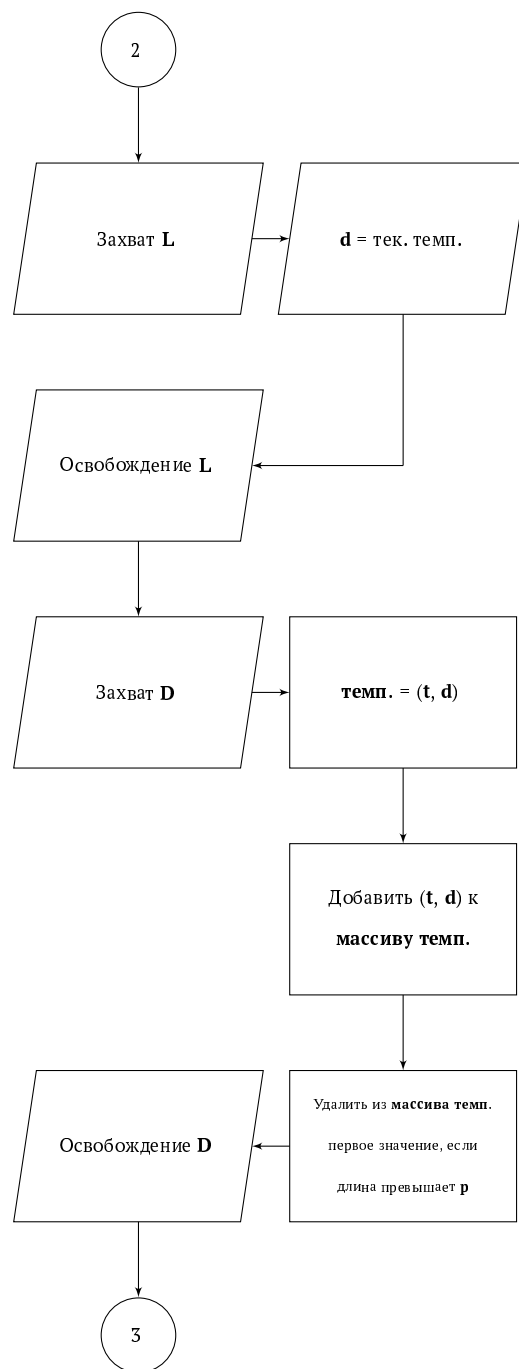 2
Захват L
d = тек. темп.
Освобождение L
Захват D
темп. = (t, d)
Добавить (t, d) к
массиву темп.
Удалить из массива темп.
первое значение, если
длина превышает p
Освобождение D
3